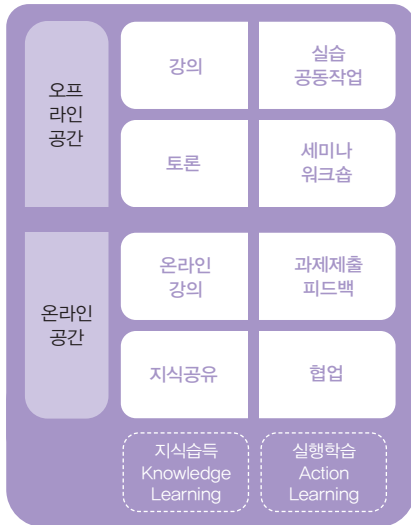 오프
라인
공간
강의
실습
공동작업
토론
세미나
워크숍
온라인
공간
온라인
강의
과제제출
피드백
지식공유
협업
지식습득
Knowledge
Learning
실행학습
Action
Learning